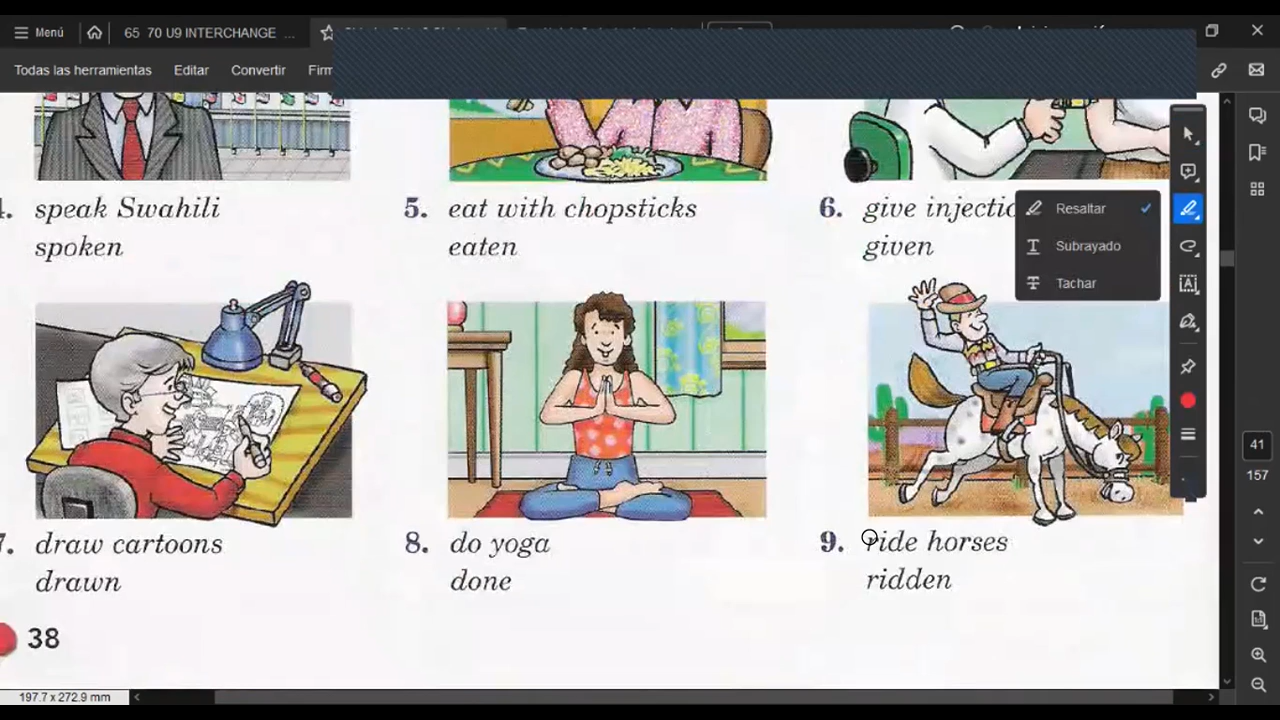 Menú
65 70 U9 INTERCHANGE ...
Todas las herramientas
Editar
Convertir
speak Swahili
spoken
5. eat with chopsticks
eaten
6. give
given
Resaltar
Subrayado
Tachar
draw cartoons
drawn
8. do yoga
done
9. ride horses
ridden
38
41
157
197.7 x 272.9 mm